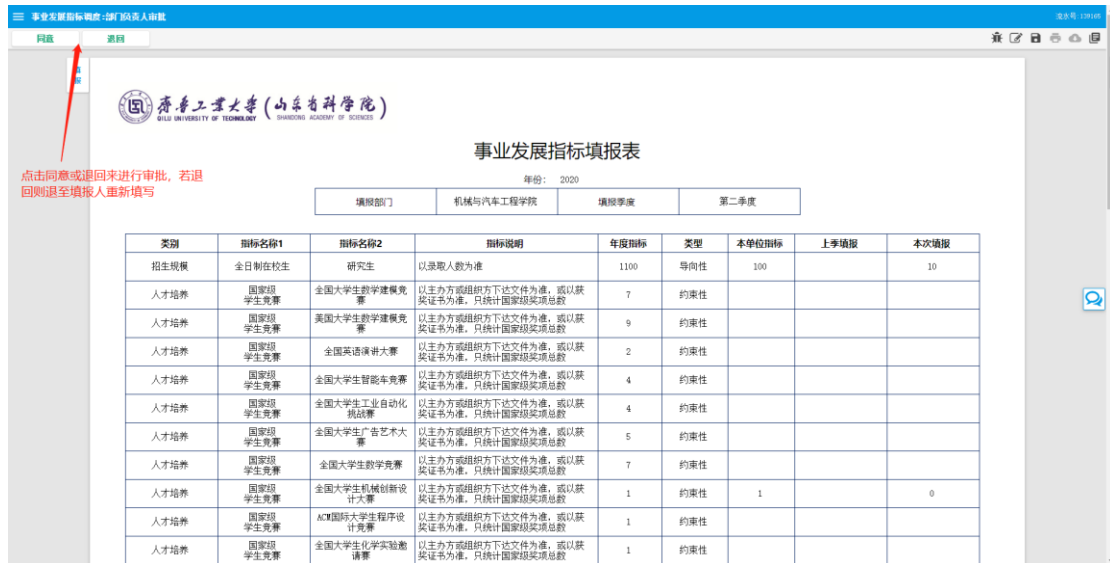 事业发展指标调度:部门负责人审批 流水号:139165
同意 退回
填
报
齐鲁工业大学(山东省科学院)
QILU UNIVERSITY OF TECHNOLOGY SHANDONG ACADEMY OF SCIENCES
事业发展指标填报表
点击同意或退回来进行审批，若退
回则退至填报人重新填写
年份： 2020
填报部门 机械与汽车工程学院 填报季度 第二季度
类别 指标名称1 指标名称2 指标说明 年度指标 类型 本单位指标 上季填报 本次填报
招生规模 全日制在校生 研究生 以录取人数为准 1100 导向性 100 10
人才培养 国家级 学生竞赛 全国大学生数学建模竞赛 以主办方或组织方下达文件为准，或以获奖证书为准，只统计国家级奖项总数 7 约束性
人才培养 国家级 学生竞赛 美国大学生数学建模竞赛 以主办方或组织方下达文件为准，或以获奖证书为准，只统计国家级奖项总数 9 约束性
人才培养 国家级 学生竞赛 全国英语演讲大赛 以主办方或组织方下达文件为准，或以获奖证书为准，只统计国家级奖项总数 2 约束性
人才培养 国家级 学生竞赛 全国大学生智能车竞赛 以主办方或组织方下达文件为准，或以获奖证书为准，只统计国家级奖项总数 4 约束性
人才培养 国家级 学生竞赛 全国大学生工业自动化挑战赛 以主办方或组织方下达文件为准，或以获奖证书为准，只统计国家级奖项总数 4 约束性
人才培养 国家级 学生竞赛 全国大学生广告艺术大赛 以主办方或组织方下达文件为准，或以获奖证书为准，只统计国家级奖项总数 5 约束性
人才培养 国家级 学生竞赛 全国大学生数学竞赛 以主办方或组织方下达文件为准，或以获奖证书为准，只统计国家级奖项总数 7 约束性
人才培养 国家级 学生竞赛 全国大学生机械创新设计大赛 以主办方或组织方下达文件为准，或以获奖证书为准，只统计国家级奖项总数 1 约束性 1 0
人才培养 国家级 学生竞赛 ACM国际大学生程序设计竞赛 以主办方或组织方下达文件为准，或以获奖证书为准，只统计国家级奖项总数 1 约束性
人才培养 国家级 学生竞赛 全国大学生化学实验邀请赛 以主办方或组织方下达文件为准，或以获奖证书为准，只统计国家级奖项总数 1 约束性